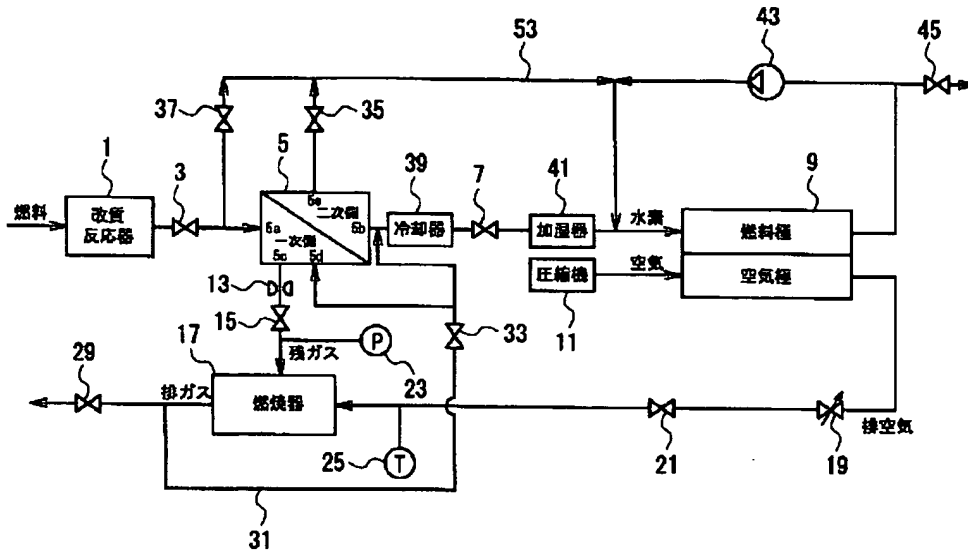 43
45
53
37
35
1
5
39
7
41
9
3
燃料
改質
反応器
5e
二次側
5a
5b
一次側
5c
5d
冷却器
加湿器
水素
燃料極
圧縮機
空気
空気極
13
11
15
33
残ガス
P
17
23
29
排ガス
燃焼器
25
T
21
19
排空気
31